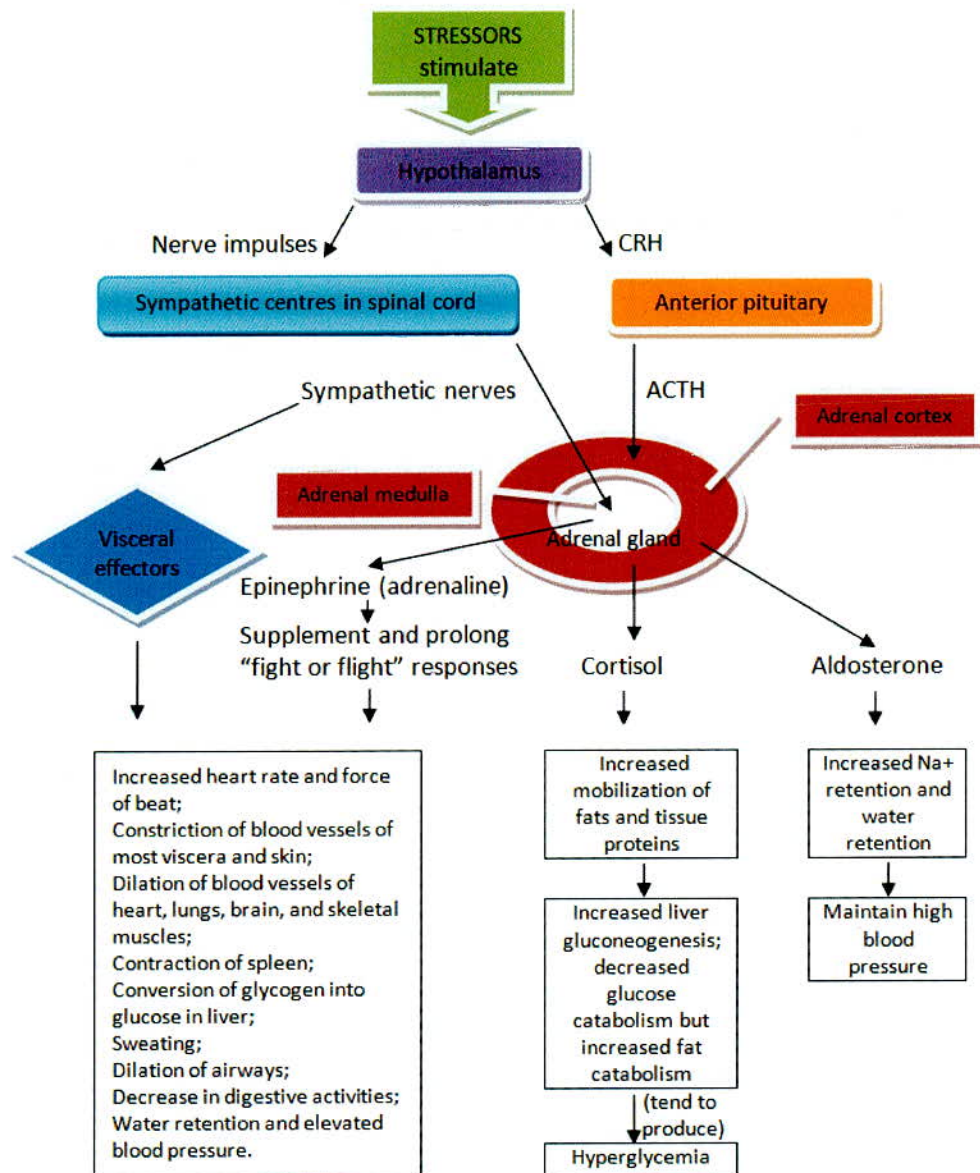 STRESSORS
stimulate
Hypothalamus
Nerve impulses
CRH
Sympathetic centres in spinal cord
Anterior pituitary
Sympathetic nerves
ACTH
Adrenal cortex
Adrenal medulla
Visceral
effectors
Adrenal gland
Epinephrine (adrenaline)
Supplement and prolong
"fight or flight" responses
Cortisol
Aldosterone
Increased heart rate and force
of beat;
Constriction of blood vessels of
most viscera and skin;
Dilation of blood vessels of
heart, lungs, brain, and skeletal
muscles;
Contraction of spleen;
Conversion of glycogen into
glucose in liver;
Sweating;
Dilation of airways;
Decrease in digestive activities;
Water retention and elevated
blood pressure.
Increased
mobilization of
fats and tissue
proteins
Increased liver
gluconeogenesis;
decreased
glucose
catabolism but
increased fat
catabolism
(tend to
produce)
Hyperglycemia
Increased Na+
retention and
water
retention
Maintain high
blood
pressure